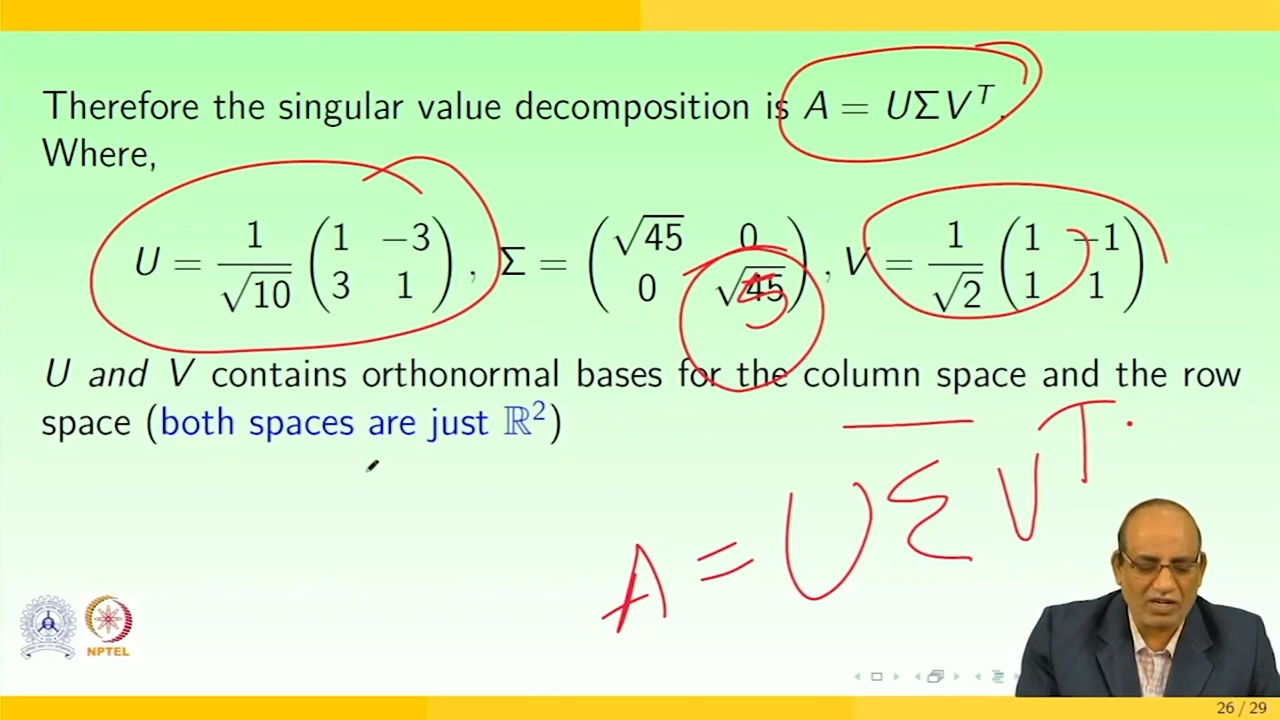 Therefore the singular value decomposition is A = UΣV^T.
Where,
U = 1/√10 (1 −3; 3 1), Σ = (√45 0; 0 √45), V = 1/√2 (1 −1; 1 1)
5
U and V contains orthonormal bases for the column space and the row
space (both spaces are just ℝ²)
A = UΣV^T.
NPTEL
26 / 29